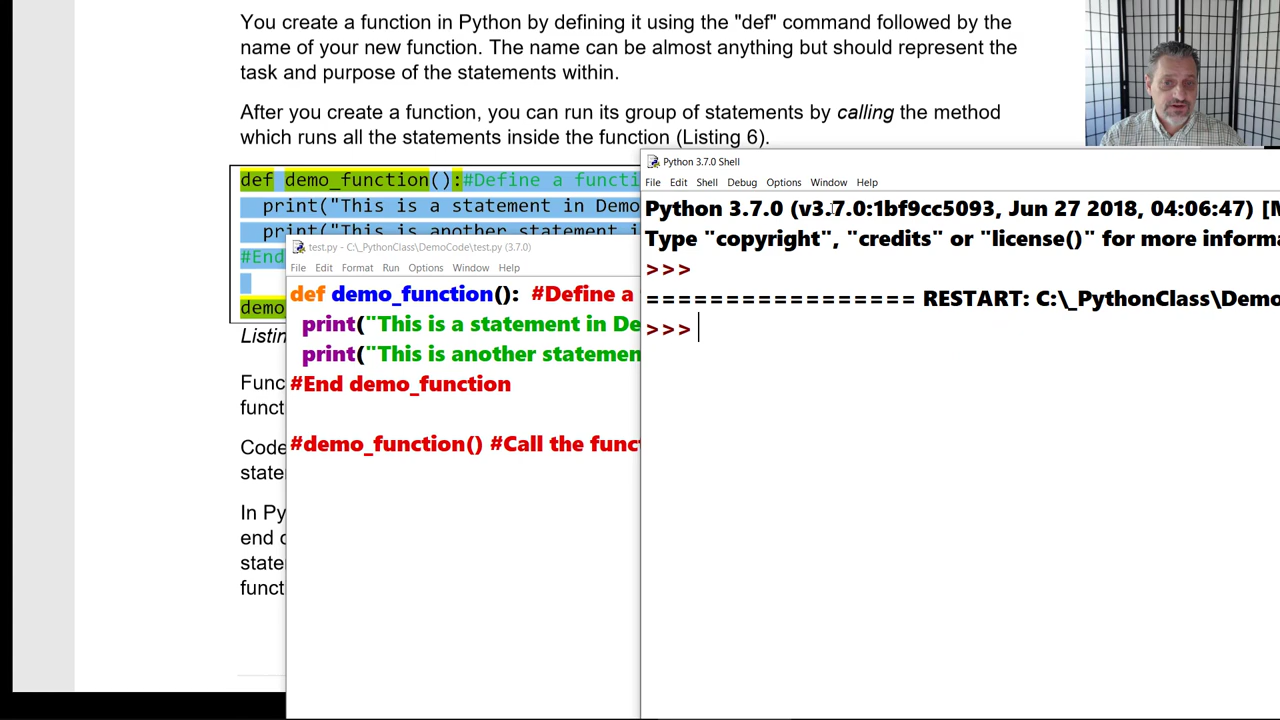 You create a function in Python by defining it using the "def" command followed by the
name of your new function. The name can be almost anything but should represent the
task and purpose of the statements within.
After you create a function, you can run its group of statements by calling the method
which runs all the statements inside the function (Listing 6).
def demo_function():#Define a functi
print("This is a statement in Demo
print("This is another statement i
#End
demo
Listin
Func
funct
Code
state
In Py
end o
state
funct
test.py - C:\_PythonClass\DemoCode\test.py (3.7.0)
File Edit Format Run Options Window Help
def demo_function(): #Define a
print("This is a statement in De
print("This is another statemen
#End demo_function
#demo_function() #Call the func
Python 3.7.0 Shell
File Edit Shell Debug Options Window Help
Python 3.7.0 (v3.7.0:1bf9cc5093, Jun 27 2018, 04:06:47) [M
Type "copyright", "credits" or "license()" for more informa
>>>
================= RESTART: C:\_PythonClass\Demo
>>>